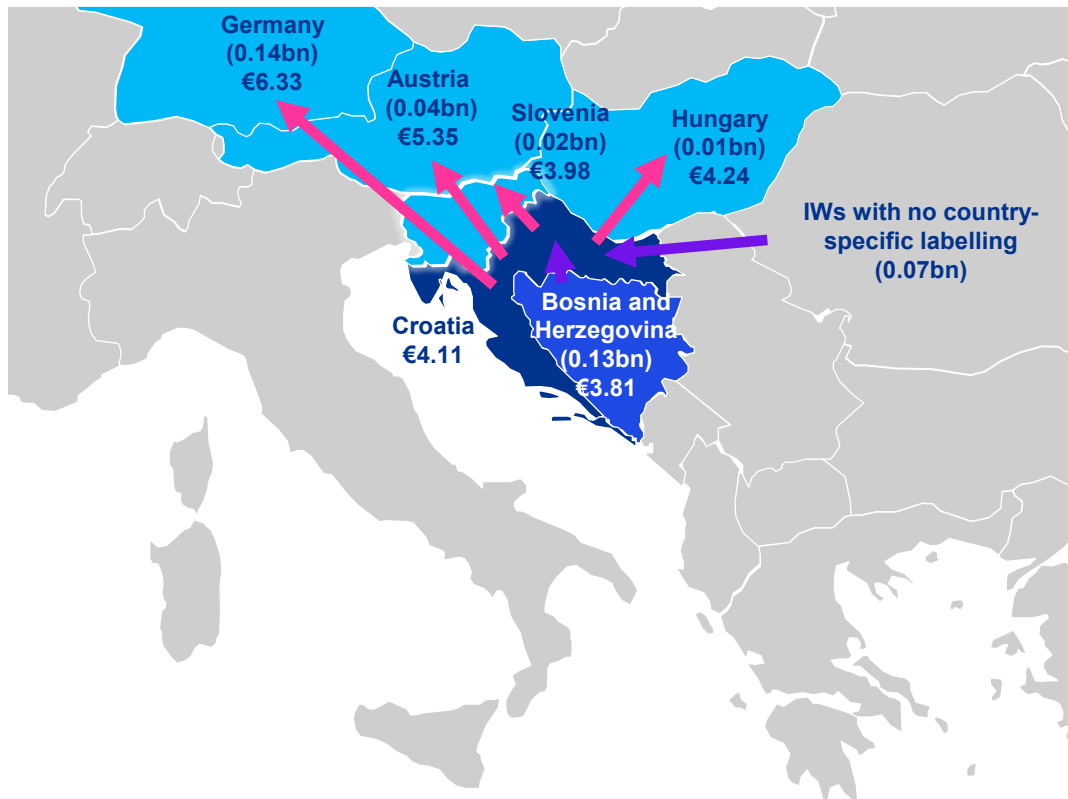 Germany
(0.14bn)
€6.33
Austria
(0.04bn)
€5.35
Slovenia
(0.02bn)
€3.98
Hungary
(0.01bn)
€4.24
IWs with no country-
specific labelling
(0.07bn)
Croatia
€4.11
Bosnia and
Herzegovina
(0.13bn)
€3.81